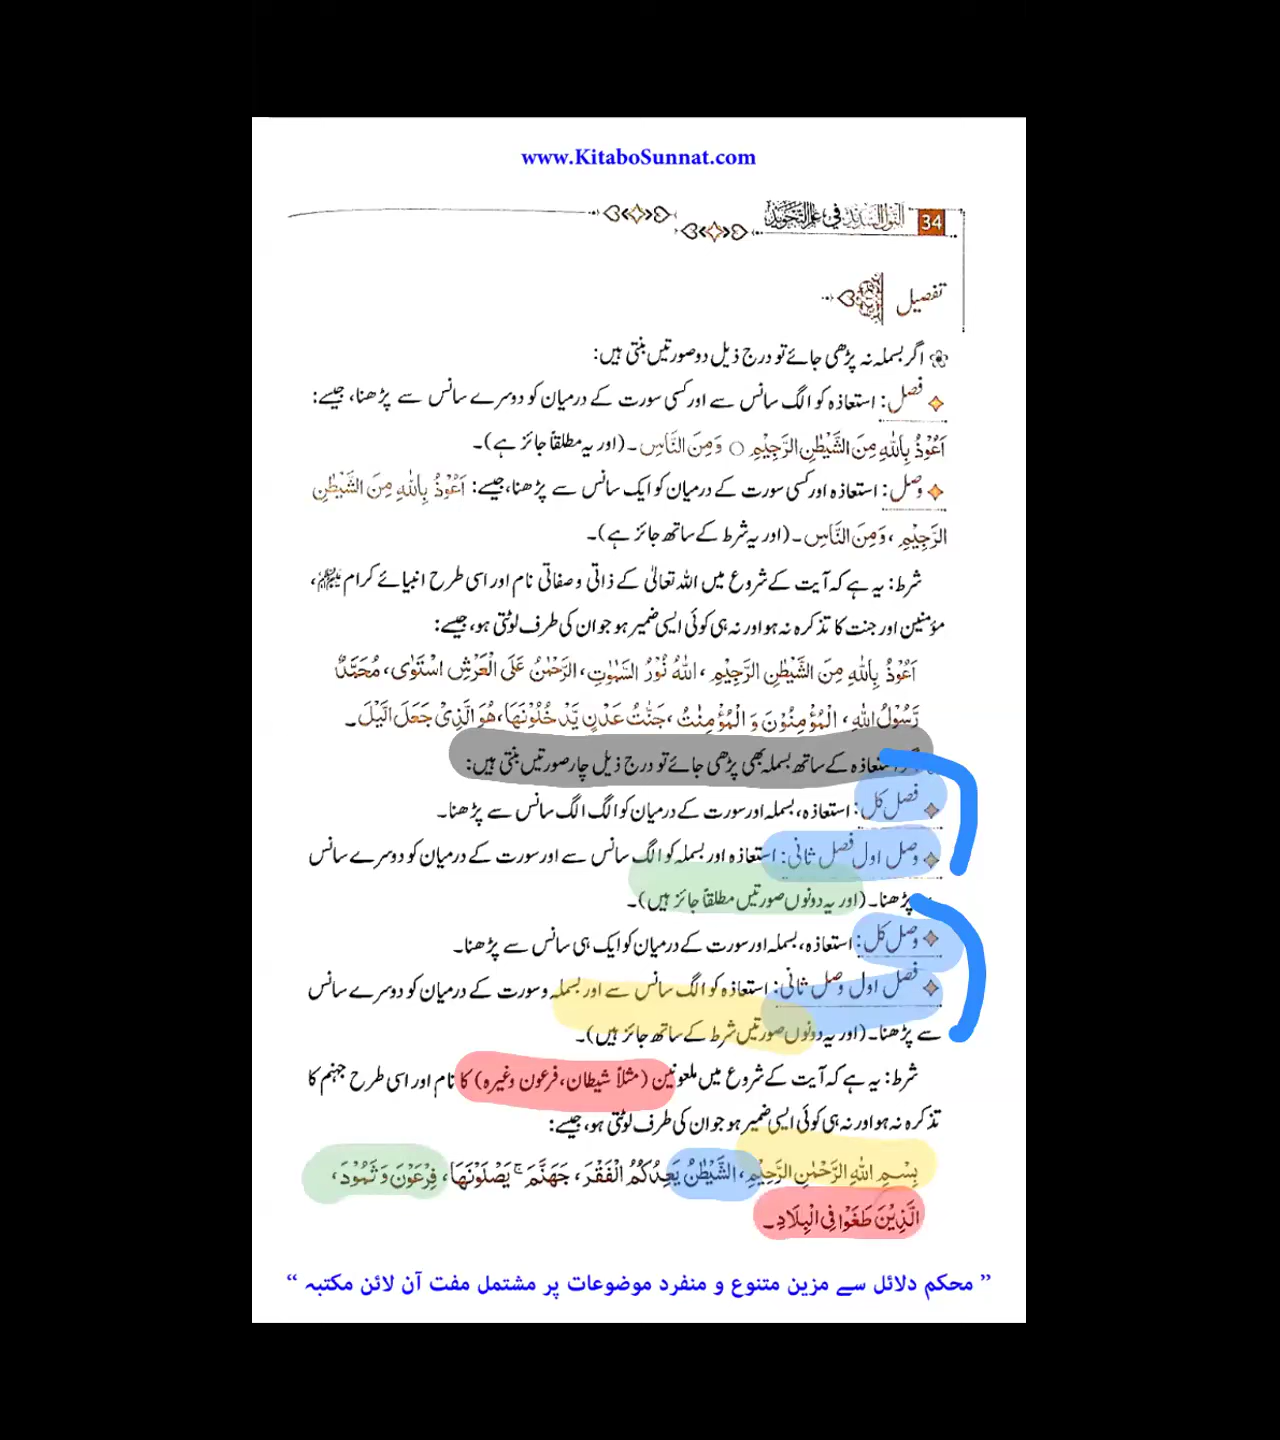 www.KitaboSunnat.com
34 القول السديد في علم التجويد
تفصیل
اگر بسملہ نہ پڑھی جائے تو درج ذیل دو صورتیں بنتی ہیں:
فصل: استعاذہ کو الگ سانس سے اور کسی سورت کے درمیان کو دوسرے سانس سے پڑھنا، جیسے:
اَعُوْذُ بِاللّٰهِ مِنَ الشَّيْطٰنِ الرَّجِيْمِ ○ وَمِنَ النَّاسِ۔ (اور یہ مطلقاً جائز ہے)۔
وصل: استعاذہ اور کسی سورت کے درمیان کو ایک سانس سے پڑھنا، جیسے: اَعُوْذُ بِاللّٰهِ مِنَ الشَّيْطٰنِ
الرَّجِيْمِ، وَمِنَ النَّاسِ۔ (اور یہ شرط کے ساتھ جائز ہے)۔
شرط: یہ ہے کہ آیت کے شروع میں اللہ تعالیٰ کے ذاتی و صفاتی نام اور اسی طرح انبیائے کرام ،
مؤمنین اور جنت کا تذکرہ نہ ہو اور نہ ہی کوئی ایسی ضمیر ہو جو ان کی طرف لوٹتی ہو، جیسے:
اَعُوْذُ بِاللّٰهِ مِنَ الشَّيْطٰنِ الرَّجِيْمِ، اَللّٰهُ نُوْرُ السَّمٰوٰتِ، اَلرَّحْمٰنُ عَلَى الْعَرْشِ اسْتَوٰى، مُحَمَّدٌ
رَّسُوْلُ اللّٰهِ، اَلْمُؤْمِنُوْنَ وَ الْمُؤْمِنٰتُ، جَنّٰتُ عَدْنٍ يَّدْخُلُوْنَهَا، هُوَ الَّذِيْ جَعَلَ الَّيْلَ۔
استعاذہ کے ساتھ بسملہ بھی پڑھی جائے تو درج ذیل چار صورتیں بنتی ہیں:
فصل کل: استعاذہ، بسملہ اور سورت کے درمیان کو الگ الگ سانس سے پڑھنا۔
وصل اول فصل ثانی: استعاذہ اور بسملہ کو الگ سانس سے اور سورت کے درمیان کو دوسرے سانس
پڑھنا۔ (اور یہ دونوں صورتیں مطلقاً جائز ہیں)۔
وصل کل: استعاذہ، بسملہ اور سورت کے درمیان کو ایک ہی سانس سے پڑھنا۔
فصل اول وصل ثانی: استعاذہ کو الگ سانس سے اور بسملہ و سورت کے درمیان کو دوسرے سانس
سے پڑھنا۔ (اور یہ دونوں صورتیں شرط کے ساتھ جائز ہیں)۔
شرط: یہ ہے کہ آیت کے شروع میں ملعونین (مثلاً شیطان، فرعون وغیرہ) کا نام اور اسی طرح جہنم کا
تذکرہ نہ ہو اور نہ ہی کوئی ایسی ضمیر ہو جو ان کی طرف لوٹتی ہو، جیسے:
بِسْمِ اللّٰهِ الرَّحْمٰنِ الرَّحِيْمِ، اَلشَّيْطٰنُ يَعِدُكُمُ الْفَقْرَ، جَهَنَّمَ ۚ يَصْلَوْنَهَا، فِرْعَوْنَ وَ ثَمُوْدَ،
الَّذِيْنَ طَغَوْا فِي الْبِلَادِ۔
” محکم دلائل سے مزین متنوع و منفرد موضوعات پر مشتمل مفت آن لائن مکتبہ “